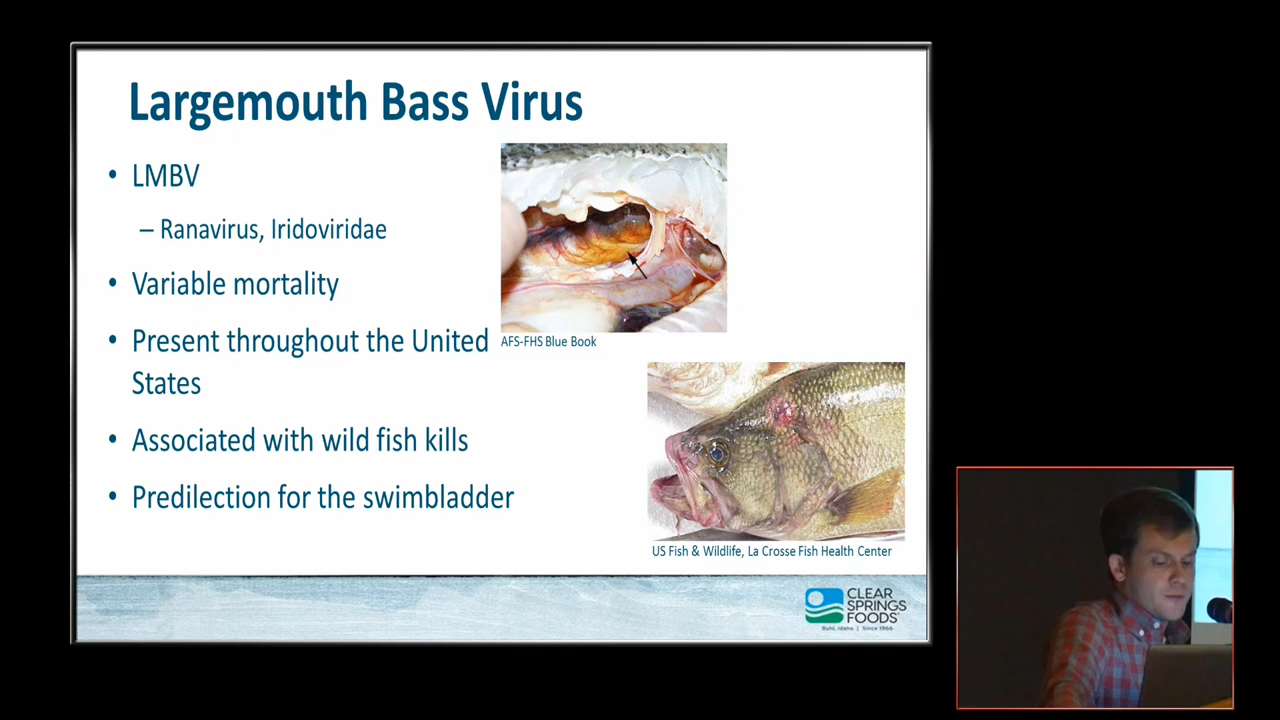 Largemouth Bass Virus
• LMBV
– Ranavirus, Iridoviridae
• Variable mortality
• Present throughout the United
States
• Associated with wild fish kills
• Predilection for the swimbladder
AFS-FHS Blue Book
US Fish & Wildlife, La Crosse Fish Health Center
CLEAR
SPRINGS
FOODS
Buhl, Idaho | Since 1966